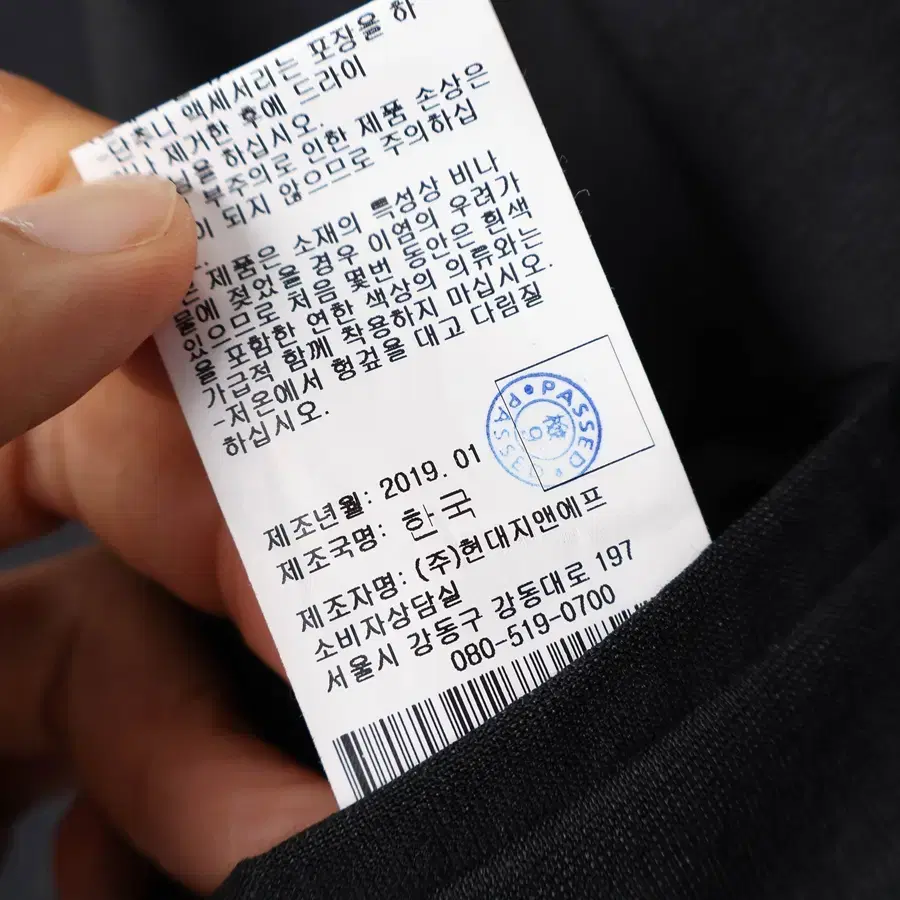 -단추나 액세서리는 포장을 하
제거한 후에 드라이
하십시오.
부주의로 인한 제품 손상은
이 되지 않으므로 주의하십
제품은 소재의 특성상 비나
물에 젖었을 경우 이염의 우려가
있으므로 처음 몇번 동안은 흰색
을 포함한 연한 색상의 의류와는
가급적 함께 착용하지 마십시오.
-저온에서 헝겊을 대고 다림질
하십시오.
PASSED PASSED
제조년월: 2019. 01
제조국명: 한국
제조자명: (주)현대지앤에프
소비자상담실
서울시 강동구 강동대로 197
080-519-0700